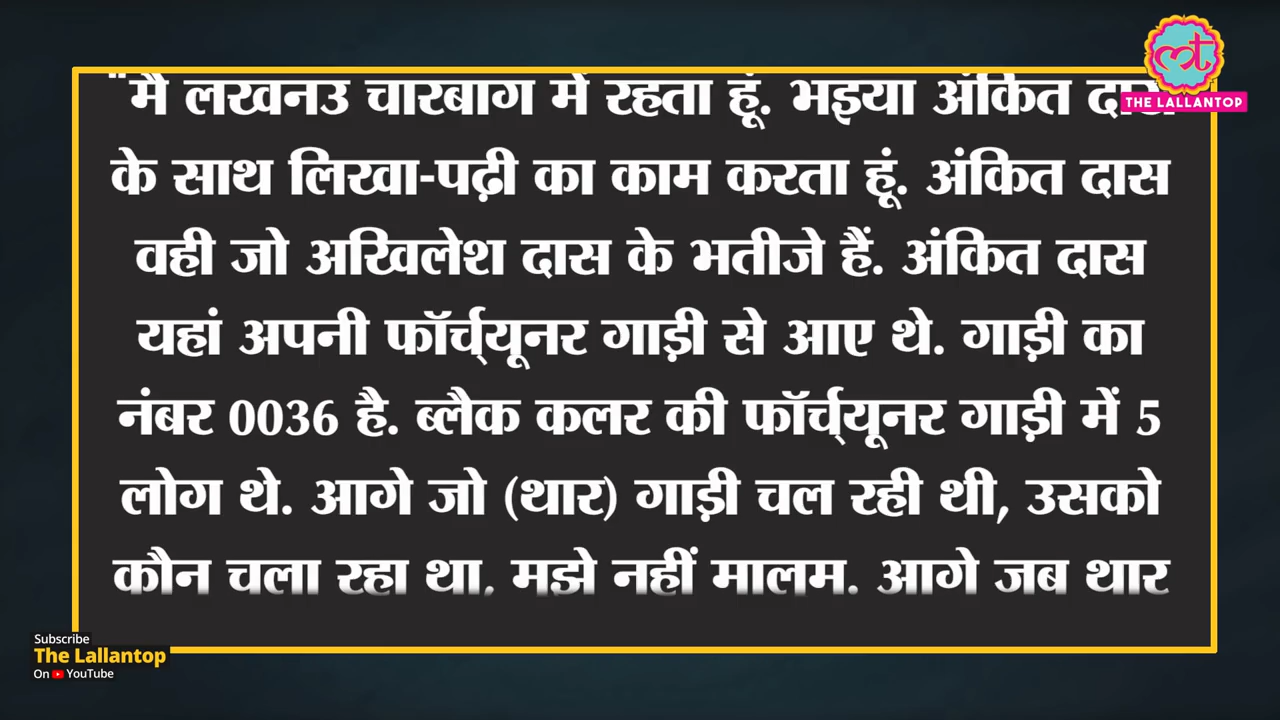 "मैं लखनउ चारबाग में रहता हूं. भइया अंकित दास
के साथ लिखा-पढ़ी का काम करता हूं. अंकित दास
वही जो अखिलेश दास के भतीजे हैं. अंकित दास
यहां अपनी फॉर्च्यूनर गाड़ी से आए थे. गाड़ी का
नंबर 0036 है. ब्लैक कलर की फॉर्च्यूनर गाड़ी में 5
लोग थे. आगे जो (थार) गाड़ी चल रही थी, उसको
कौन चला रहा था, मुझे नहीं मालूम. आगे जब थार
THE LALLANTOP
Subscribe
The Lallantop
On YouTube